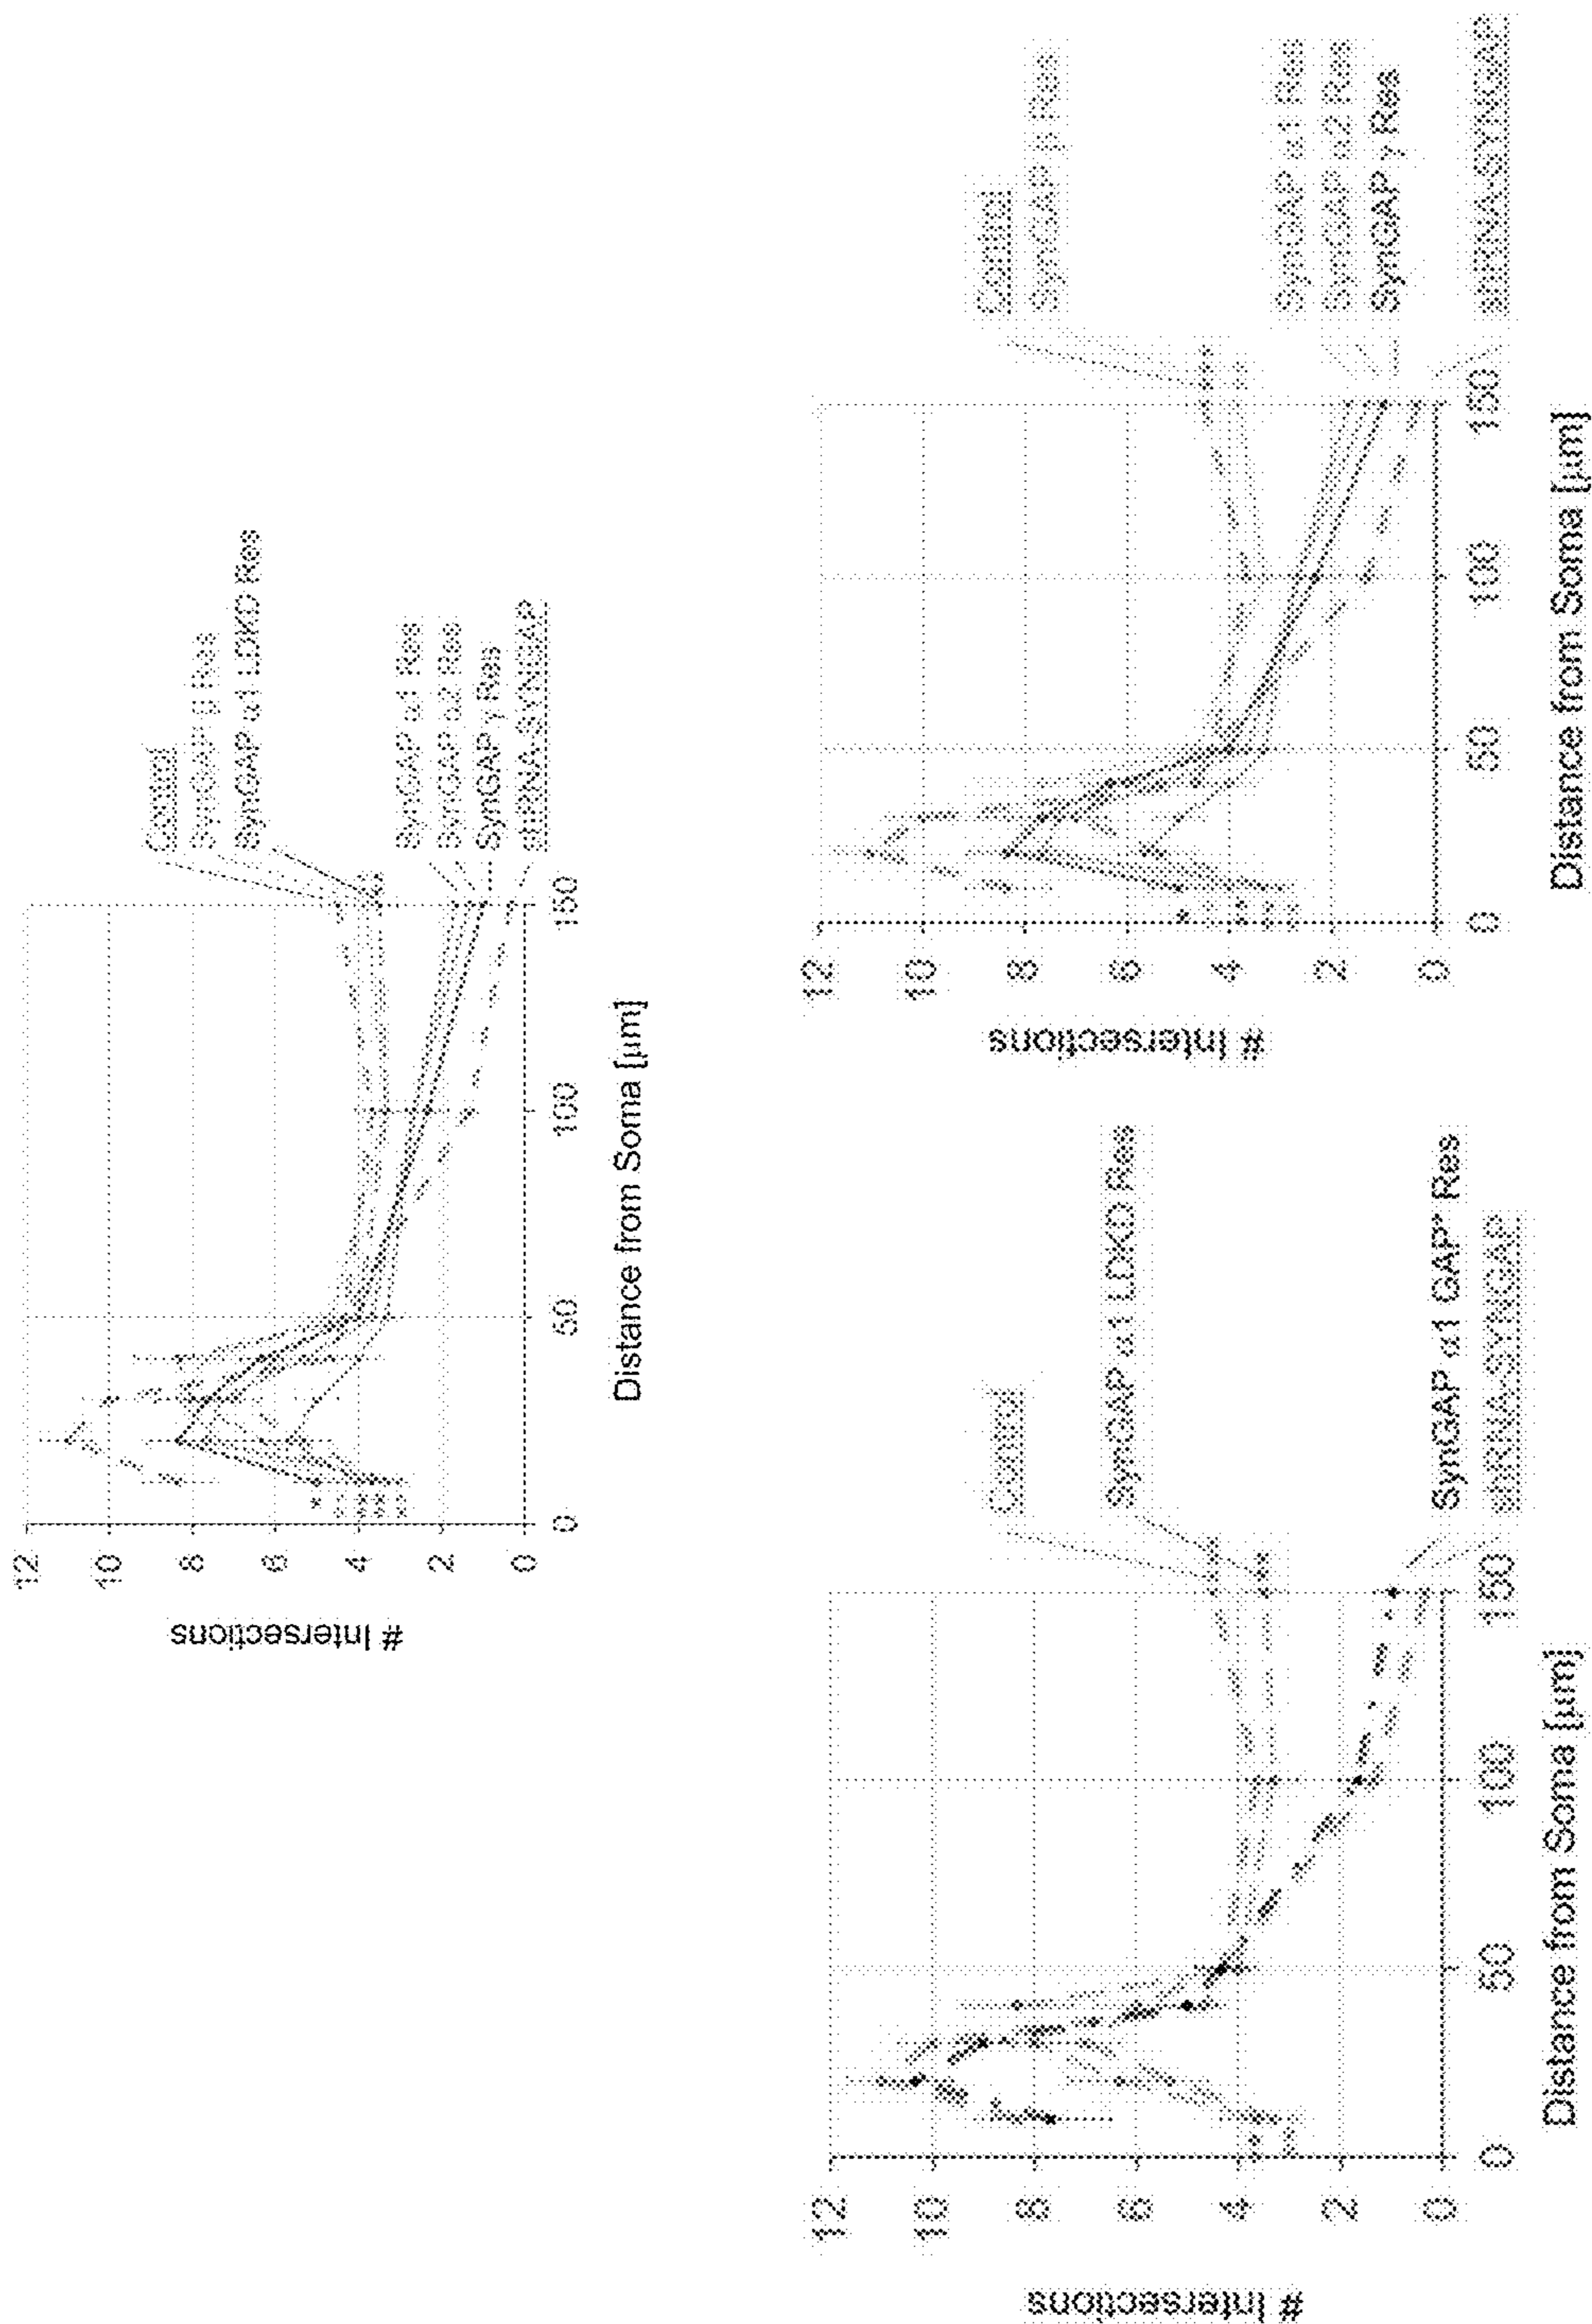 # Intersections
12
10
8
6
4
2
0
0
50
100
150
Distance from Soma [µm]
Control
SynGAP β Res
SynGAP α1 LDKO Res
SynGAP α1 Res
SynGAP α2 Res
SynGAP γ Res
shRNA-SYNGAP
# Intersections
12
10
8
6
4
2
0
0
50
100
150
Distance from Soma [µm]
Control
SynGAP α1 LDKO Res
SynGAP α1 GAP* Res
shRNA-SYNGAP
# Intersections
12
10
8
6
4
2
0
0
50
100
150
Distance from Soma [µm]
Control
SynGAP β Res
SynGAP α1 Res
SynGAP α2 Res
SynGAP γ Res
shRNA-SYNGAP